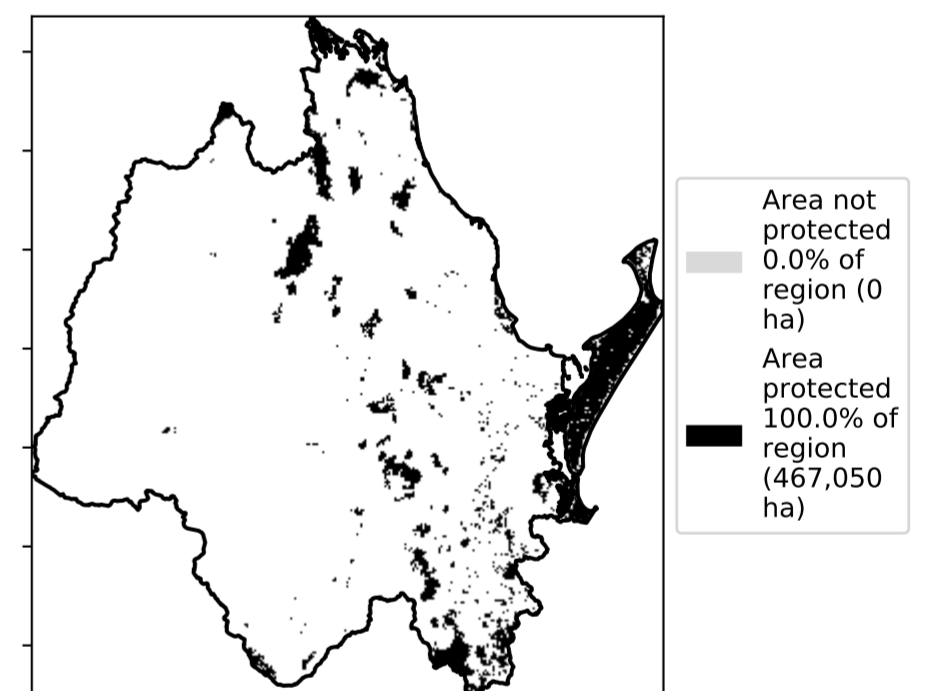 Area not
protected
0.0% of
region (0
ha)
Area
protected
100.0% of
region
(467,050
ha)